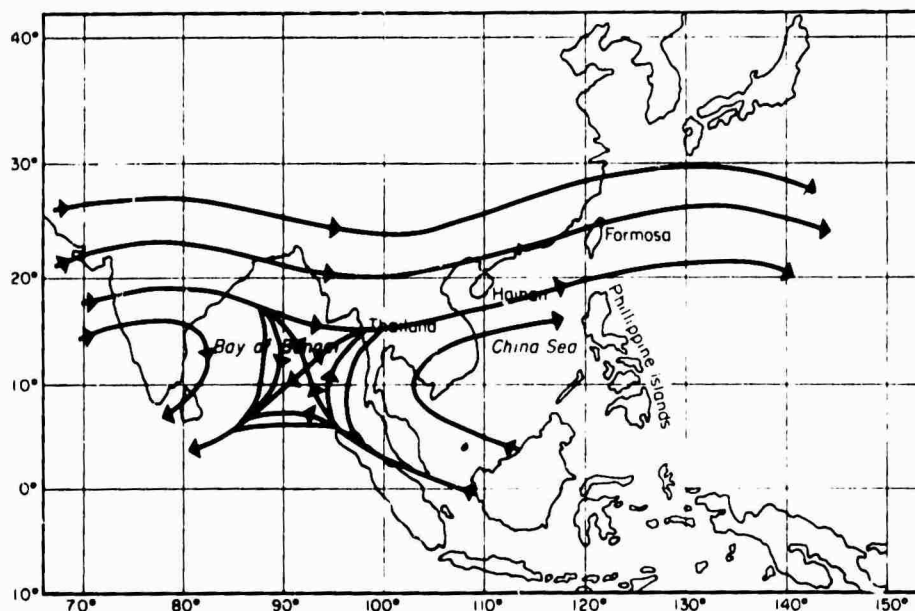 40°
30°
Formosa
20°
Hainan
Thailand
Bay of Bengal
China Sea
Phillippine islands
10°
0°
10°
70° 80° 90° 100° 110° 120° 130° 140° 150°